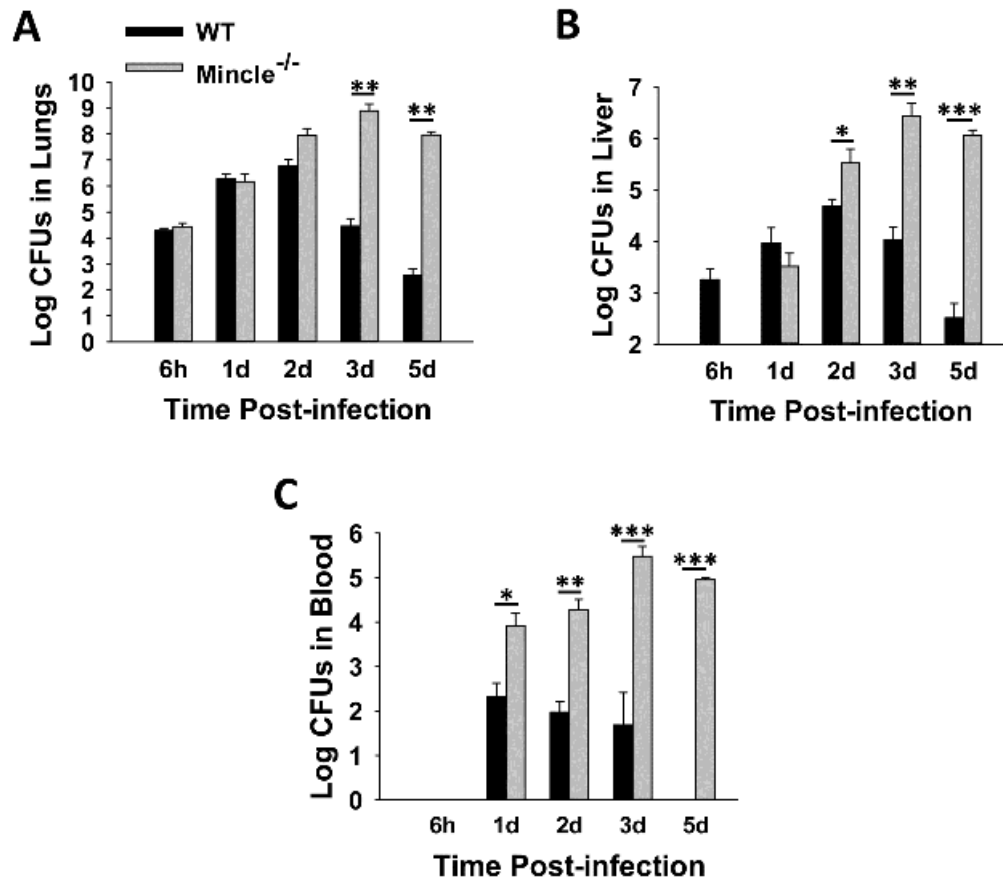 A
WT
Mincle-/-
Log CFUs in Lungs
10
9
8
7
6
5
4
3
2
1
0
**
**
6h 1d 2d 3d 5d
Time Post-infection
B
Log CFUs in Liver
7
6
5
4
3
2
*
**
***
6h 1d 2d 3d 5d
Time Post-infection
C
Log CFUs in Blood
6
5
4
3
2
1
0
*
**
***
***
6h 1d 2d 3d 5d
Time Post-infection